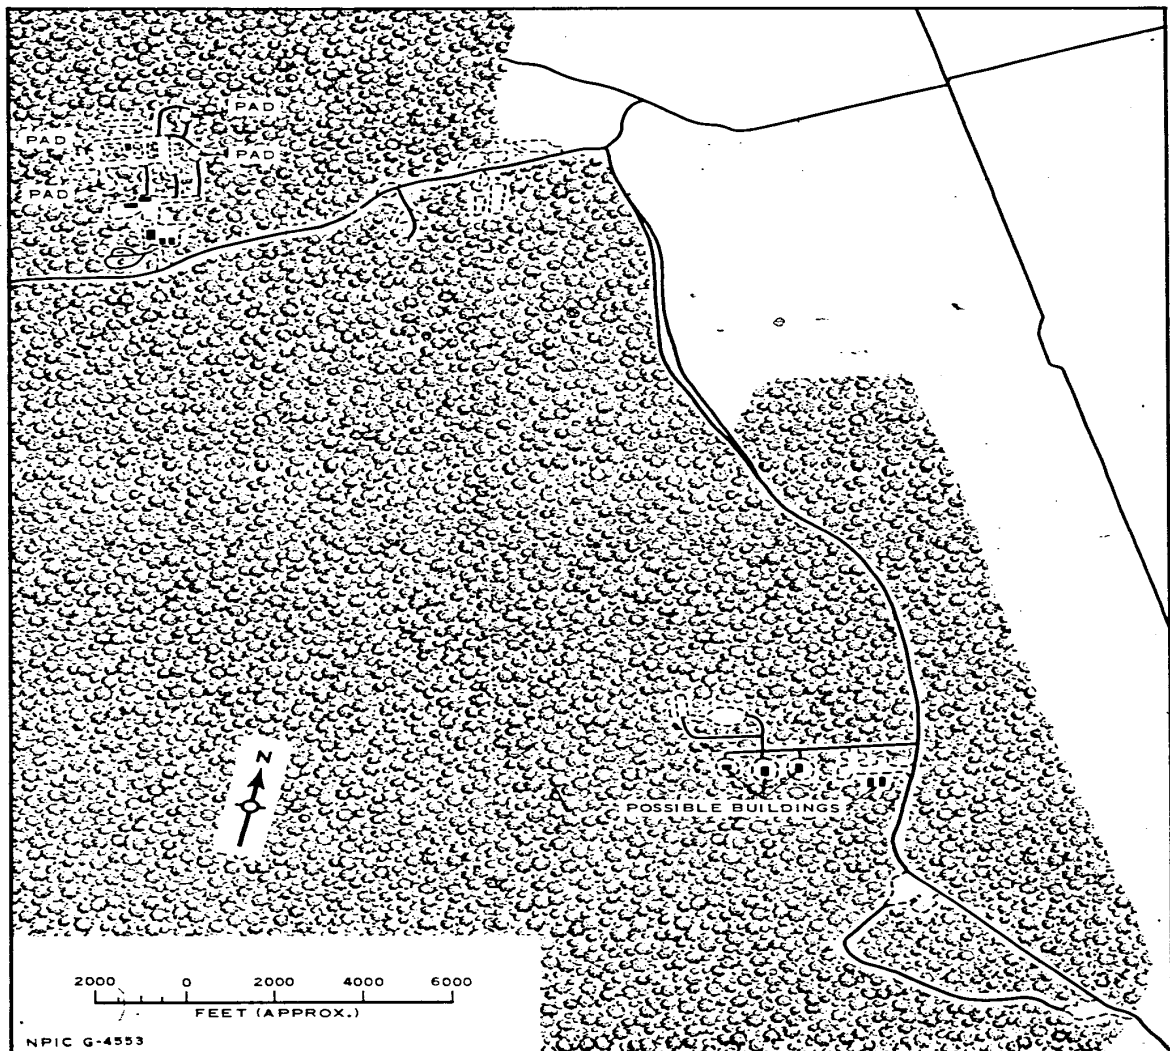 PAD
PAD
PAD
PAD
N
POSSIBLE BUILDINGS
2000 0 2000 4000 6000
FEET (APPROX.)
NPIC G-4553